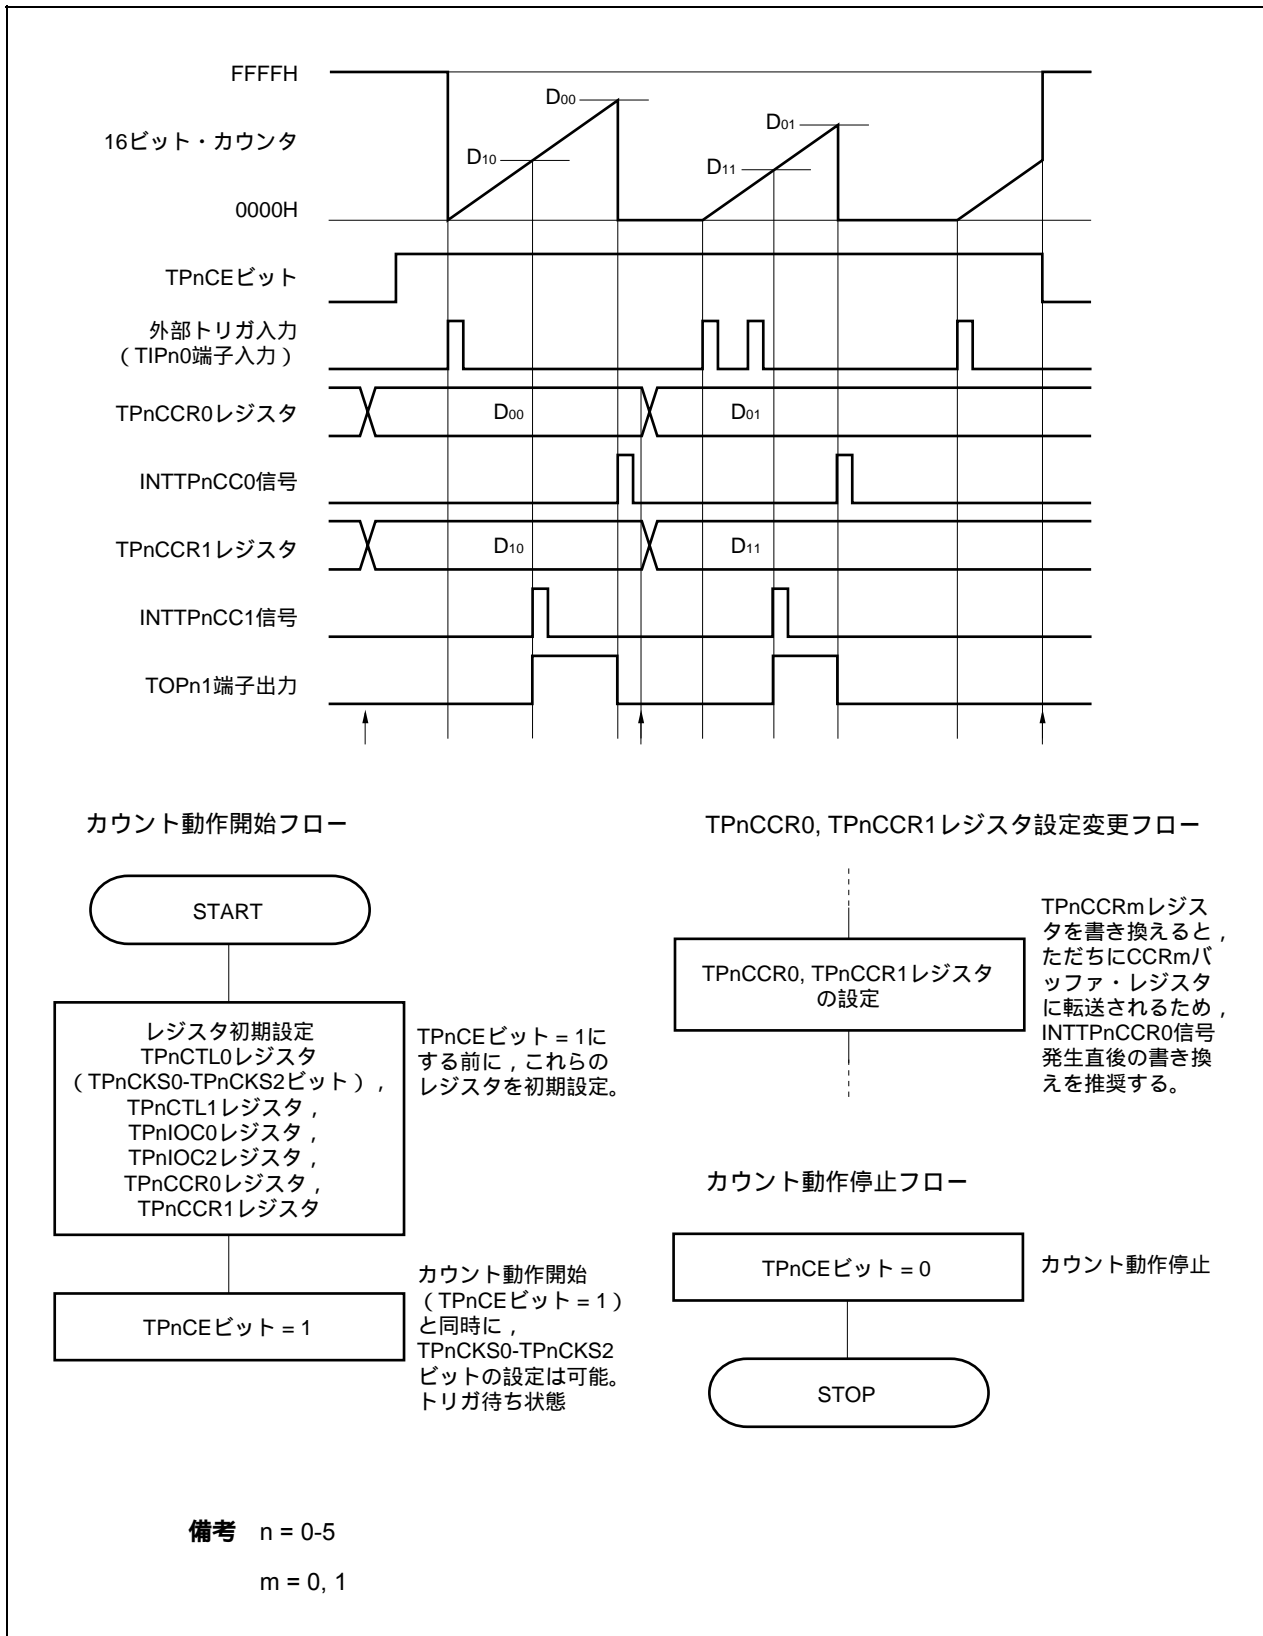 FFFFH
16ビット・カウンタ
0000H
D00
D10
D01
D11
TPnCEビット
外部トリガ入力
（TIPn0端子入力）
TPnCCR0レジスタ
D00
D01
INTTPnCC0信号
TPnCCR1レジスタ
D10
D11
INTTPnCC1信号
TOPn1端子出力
カウント動作開始フロー
START
レジスタ初期設定
TPnCTL0レジスタ
（TPnCKS0-TPnCKS2ビット），
TPnCTL1レジスタ，
TPnIOC0レジスタ，
TPnIOC2レジスタ，
TPnCCR0レジスタ，
TPnCCR1レジスタ
TPnCEビット = 1に
する前に，これらの
レジスタを初期設定。
TPnCEビット = 1
カウント動作開始
（TPnCEビット = 1）
と同時に，
TPnCKS0-TPnCKS2
ビットの設定は可能。
トリガ待ち状態
TPnCCR0, TPnCCR1レジスタ設定変更フロー
TPnCCR0, TPnCCR1レジスタ
の設定
TPnCCRmレジス
タを書き換えると，
ただちにCCRmバ
ッファ・レジスタ
に転送されるため，
INTTPnCCR0信号
発生直後の書き換
えを推奨する。
カウント動作停止フロー
TPnCEビット = 0
カウント動作停止
STOP
備考 n = 0-5
m = 0, 1